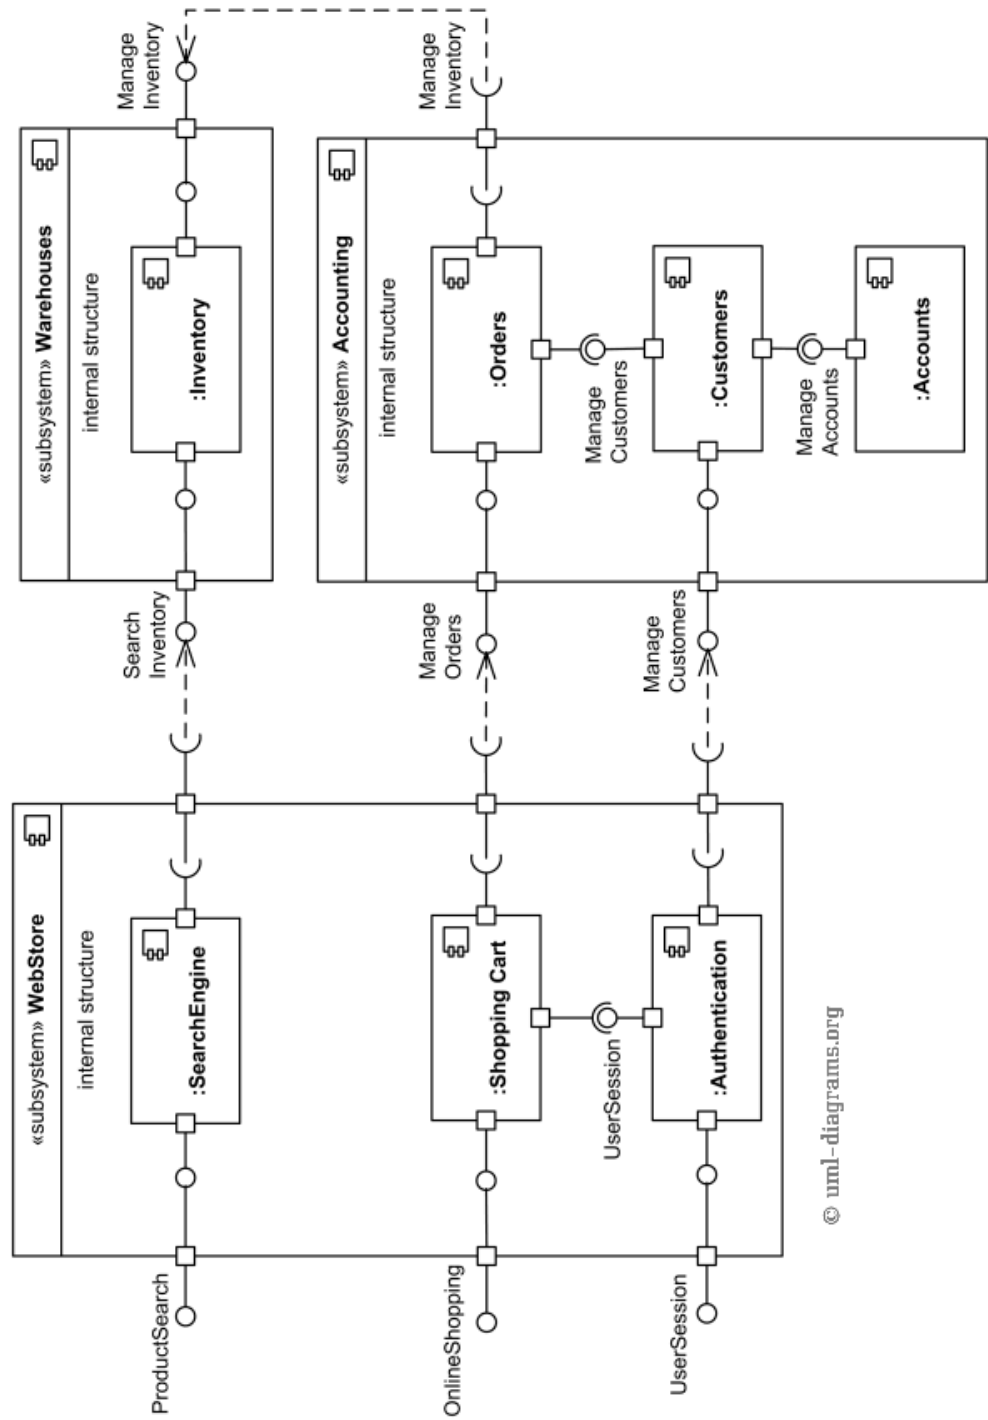 «subsystem» WebStore
internal structure
ProductSearch
:SearchEngine
OnlineShopping
:Shopping Cart
UserSession
UserSession
:Authentication
Search
Inventory
Manage
Orders
Manage
Customers
«subsystem» Warehouses
internal structure
:Inventory
Manage
Inventory
«subsystem» Accounting
internal structure
:Orders
Manage
Inventory
Manage
Customers
:Customers
Manage
Accounts
:Accounts
© uml-diagrams.org